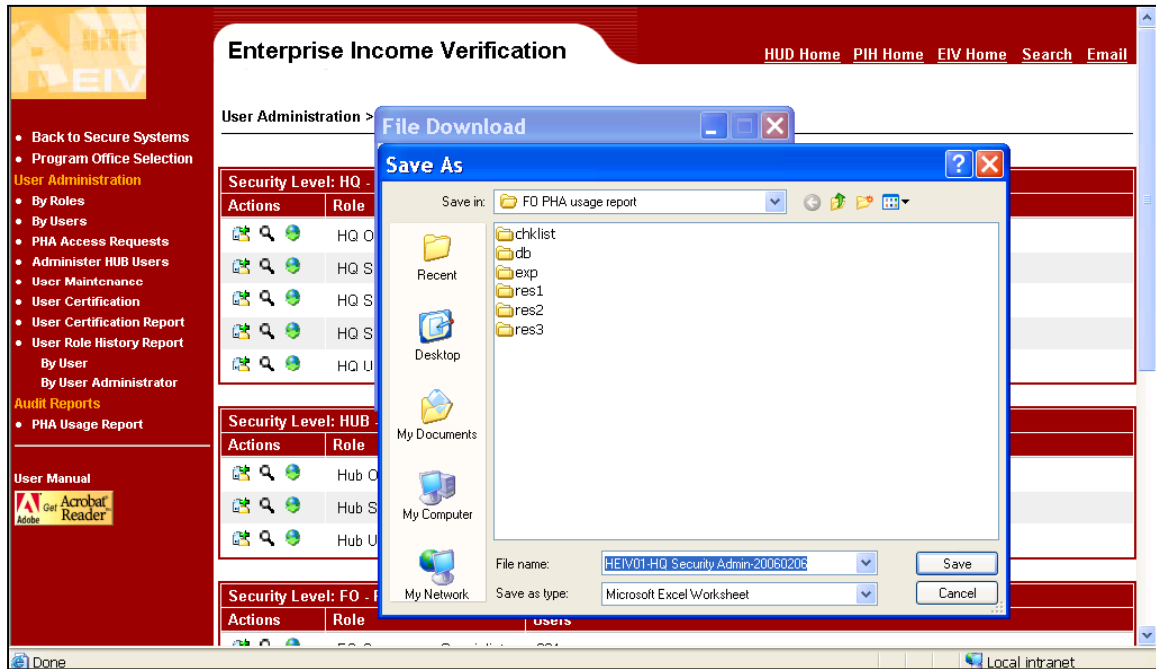 EIV
Enterprise Income Verification
HUD Home PIH Home EIV Home Search Email
User Administration >
• Back to Secure Systems
• Program Office Selection
User Administration
• By Roles
• By Users
• PHA Access Requests
• Administer HUB Users
• User Maintenance
• User Certification
• User Certification Report
• User Role History Report
By User
By User Administrator
Audit Reports
• PHA Usage Report
User Manual
Adobe Get Acrobat Reader
Security Level: HQ -
Actions Role
HQ O
HQ S
HQ S
HQ S
HQ U
Security Level: HUB -
Actions Role
Hub O
Hub S
Hub U
Security Level: FO -
Actions Role Users
File Download
Save As
Save in: FO PHA usage report
Recent
Desktop
My Documents
My Computer
My Network
chklist
db
exp
res1
res2
res3
File name: HEIV01-HQ Security Admin-20060206
Save
Save as type: Microsoft Excel Worksheet
Cancel
Done
Local intranet